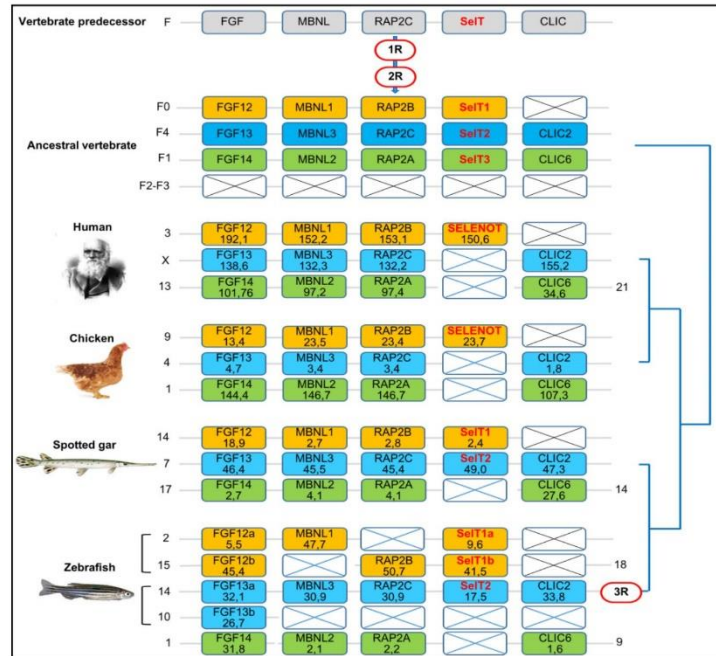 Vertebrate predecessor F FGF MBNL RAP2C SelT CLIC
1R
2R
Ancestral vertebrate
F0 FGF12 MBNL1 RAP2B SelT1
F4 FGF13 MBNL3 RAP2C SelT2 CLIC2
F1 FGF14 MBNL2 RAP2A SelT3 CLIC6
F2-F3
Human
3 FGF12 MBNL1 RAP2B SELENOT
192,1 152,2 153,1 150,6
X FGF13 MBNL3 RAP2C CLIC2
138,6 132,3 132,2 155,2
13 FGF14 MBNL2 RAP2A CLIC6 21
101,76 97,2 97,4 34,6
Chicken
9 FGF12 MBNL1 RAP2B SELENOT
13,4 23,5 23,4 23,7
4 FGF13 MBNL3 RAP2C CLIC2
4,7 3,4 3,4 1,8
1 FGF14 MBNL2 RAP2A CLIC6
144,4 146,7 146,7 107,3
Spotted gar
14 FGF12 MBNL1 RAP2B SelT1
18,9 2,7 2,8 2,4
7 FGF13 MBNL3 RAP2C SelT2 CLIC2
46,4 45,5 45,4 49,0 47,3
17 FGF14 MBNL2 RAP2A CLIC6 14
2,7 4,1 4,1 27,6
Zebrafish
2 FGF12a MBNL1 SelT1a
5,5 47,7 9,6
15 FGF12b RAP2B SelT1b 18
45,4 50,7 41,5
14 FGF13a MBNL3 RAP2C SelT2 CLIC2 3R
32,1 30,9 30,9 17,5 33,8
10 FGF13b
26,7
1 FGF14 MBNL2 RAP2A CLIC6 9
31,8 2,1 2,2 1,6